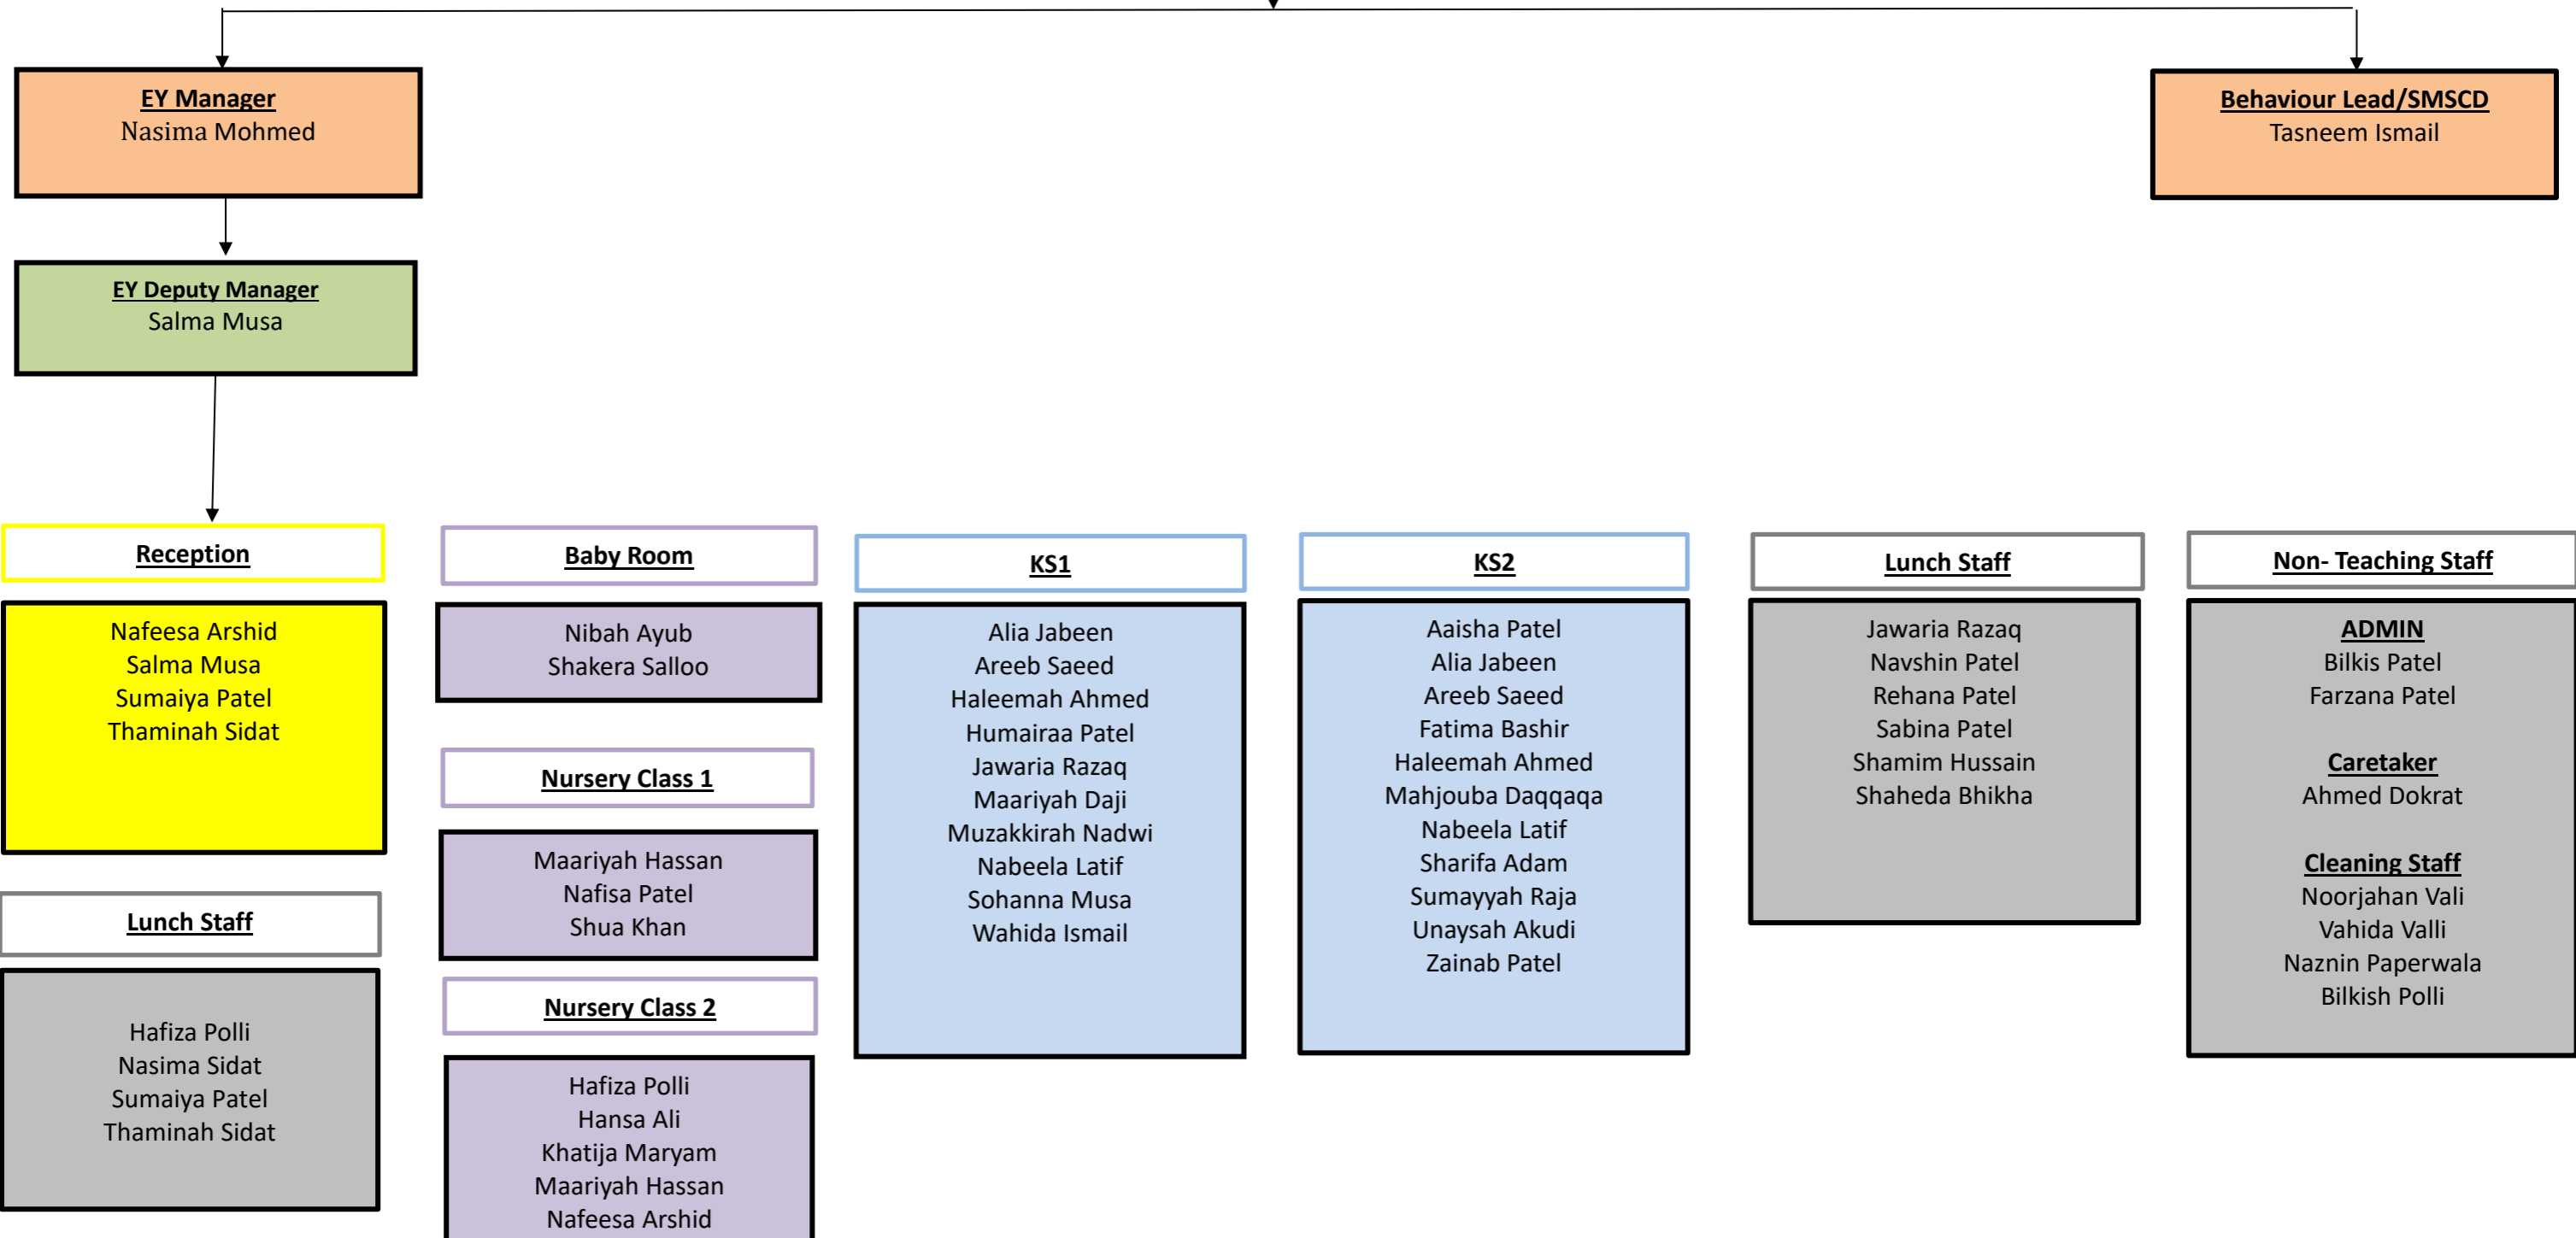 EY Manager
Nasima Mohmed
Behaviour Lead/SMSCD
Tasneem Ismail
EY Deputy Manager
Salma Musa
Reception
Nafeesa Arshid
Salma Musa
Sumaiya Patel
Thaminah Sidat
Lunch Staff
Hafiza Polli
Nasima Sidat
Sumaiya Patel
Thaminah Sidat
Baby Room
Nibah Ayub
Shakera Salloo
Nursery Class 1
Maariyah Hassan
Nafisa Patel
Shua Khan
Nursery Class 2
Hafiza Polli
Hansa Ali
Khatija Maryam
Maariyah Hassan
Nafeesa Arshid
KS1
Alia Jabeen
Areeb Saeed
Haleemah Ahmed
Humairaa Patel
Jawaria Razaq
Maariyah Daji
Muzakkirah Nadwi
Nabeela Latif
Sohanna Musa
Wahida Ismail
KS2
Aaisha Patel
Alia Jabeen
Areeb Saeed
Fatima Bashir
Haleemah Ahmed
Mahjouba Daqqaqa
Nabeela Latif
Sharifa Adam
Sumayyah Raja
Unaysah Akudi
Zainab Patel
Lunch Staff
Jawaria Razaq
Navshin Patel
Rehana Patel
Sabina Patel
Shamim Hussain
Shaheda Bhikha
Non- Teaching Staff
ADMIN
Bilkis Patel
Farzana Patel
Caretaker
Ahmed Dokrat
Cleaning Staff
Noorjahan Vali
Vahida Valli
Naznin Paperwala
Bilkish Polli